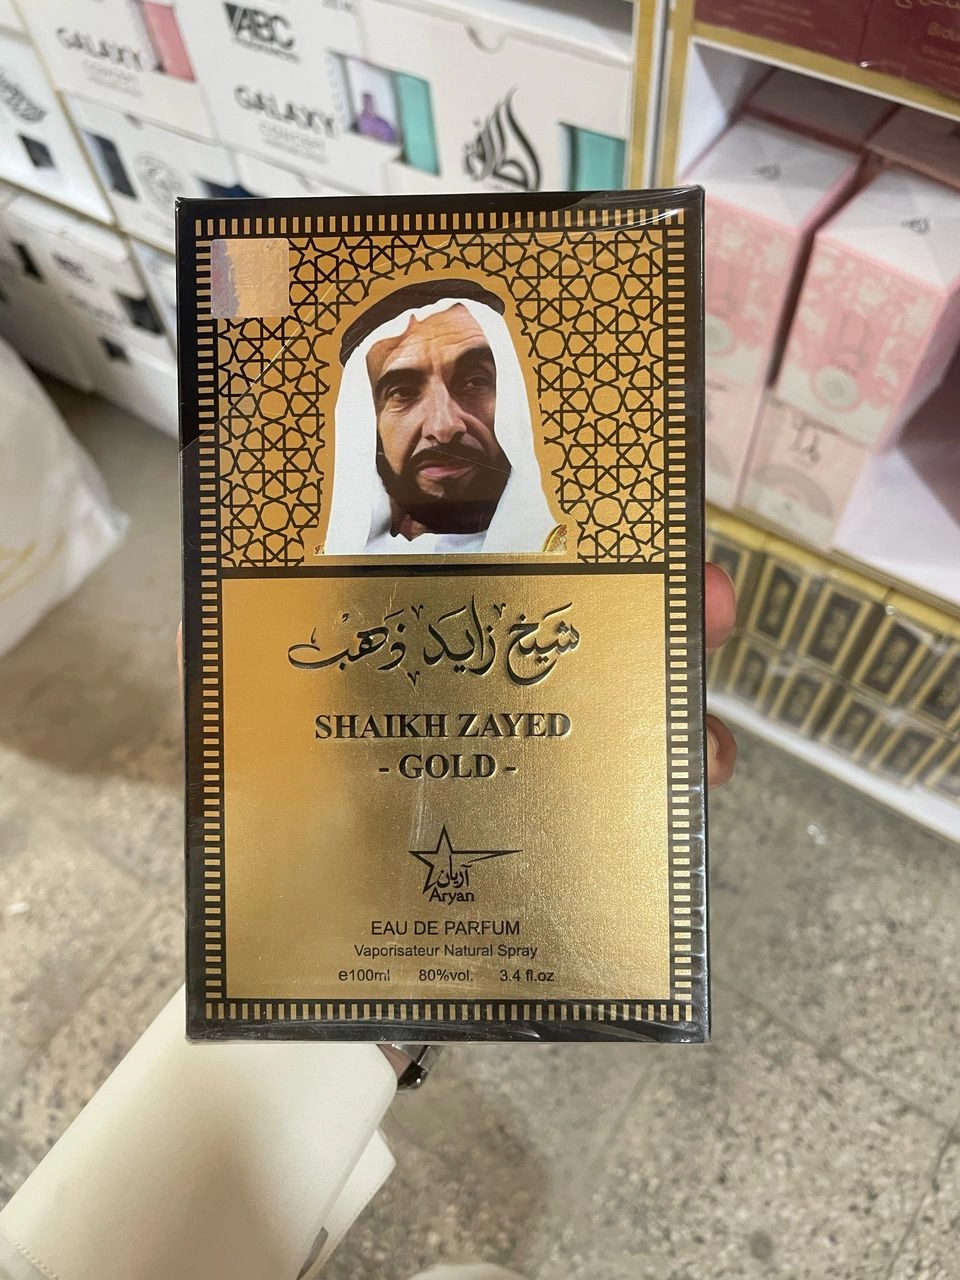 GALAXY
ABC
GALAXY
CONCEPT
شيخ زايد ذهب
SHAIKH ZAYED
- GOLD -
آريان
Aryan
EAU DE PARFUM
Vaporisateur Natural Spray
e100ml 80%vol. 3.4 fl.oz